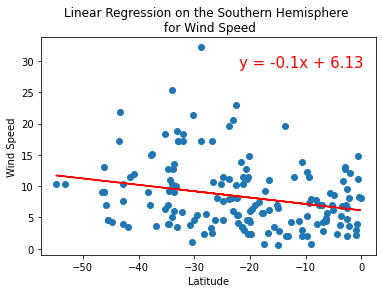 Linear Regression on the Southern Hemisphere
for Wind Speed
y = -0.1x + 6.13
Wind Speed
30
25
20
15
10
5
0
−50
−40
−30
−20
−10
0
Latitude